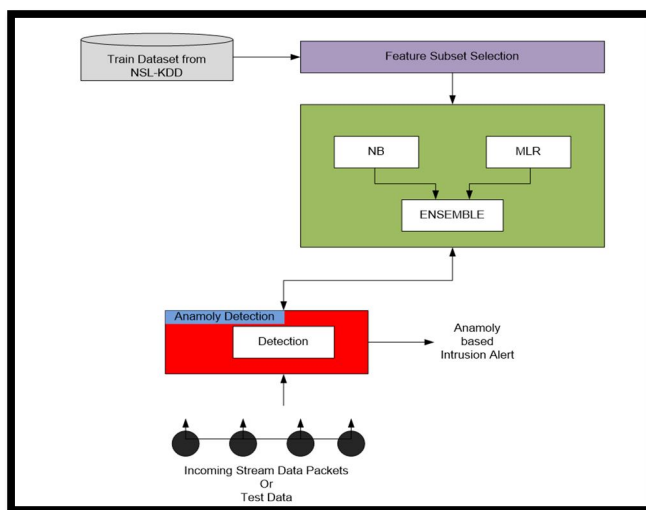 Train Dataset from
NSL-KDD
Feature Subset Selection
NB
MLR
ENSEMBLE
Anamoly Detection
Detection
Anamoly
based
Intrusion Alert
Incoming Stream Data Packets
Or
Test Data